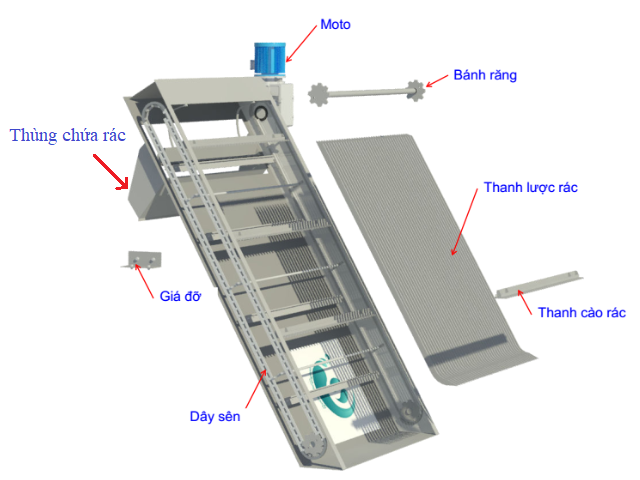 Moto
Bánh răng
Thùng chứa rác
Thanh lược rác
Giá đỡ
Thanh cào rác
Dây sên